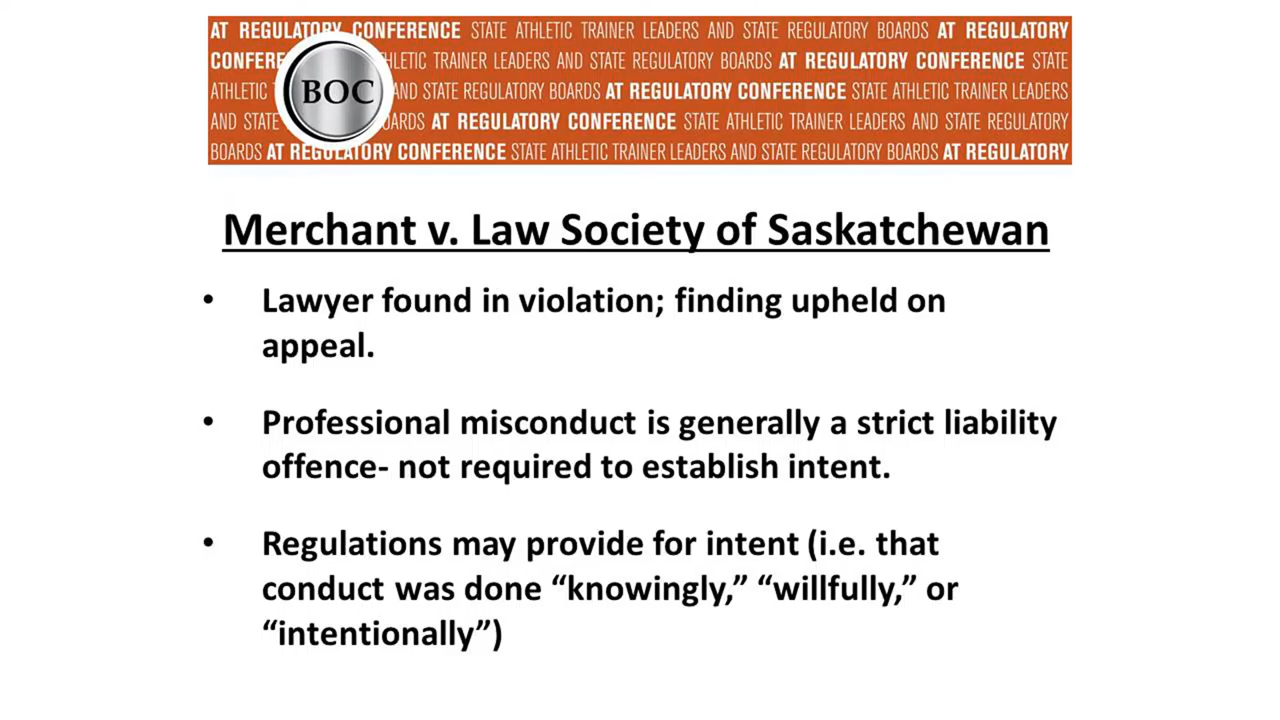 AT REGULATORY CONFERENCE STATE ATHLETIC TRAINER LEADERS AND STATE REGULATORY BOARDS AT REGULATORY
CONFERE HLETIC TRAINER LEADERS AND STATE REGULATORY BOARDS AT REGULATORY CONFERENCE STATE
ATHLETIC T AND STATE REGULATORY BOARDS AT REGULATORY CONFERENCE STATE ATHLETIC TRAINER LEADERS
BOC
AND STATE OARDS AT REGULATORY CONFERENCE STATE ATHLETIC TRAINER LEADERS AND STATE REGULATORY
BOARDS AT REGULATORY CONFERENCE STATE ATHLETIC TRAINER LEADERS AND STATE REGULATORY BOARDS AT REGULATORY
Merchant v. Law Society of Saskatchewan
• Lawyer found in violation; finding upheld on
appeal.
• Professional misconduct is generally a strict liability
offence- not required to establish intent.
• Regulations may provide for intent (i.e. that
conduct was done “knowingly,” “willfully,” or
“intentionally”)